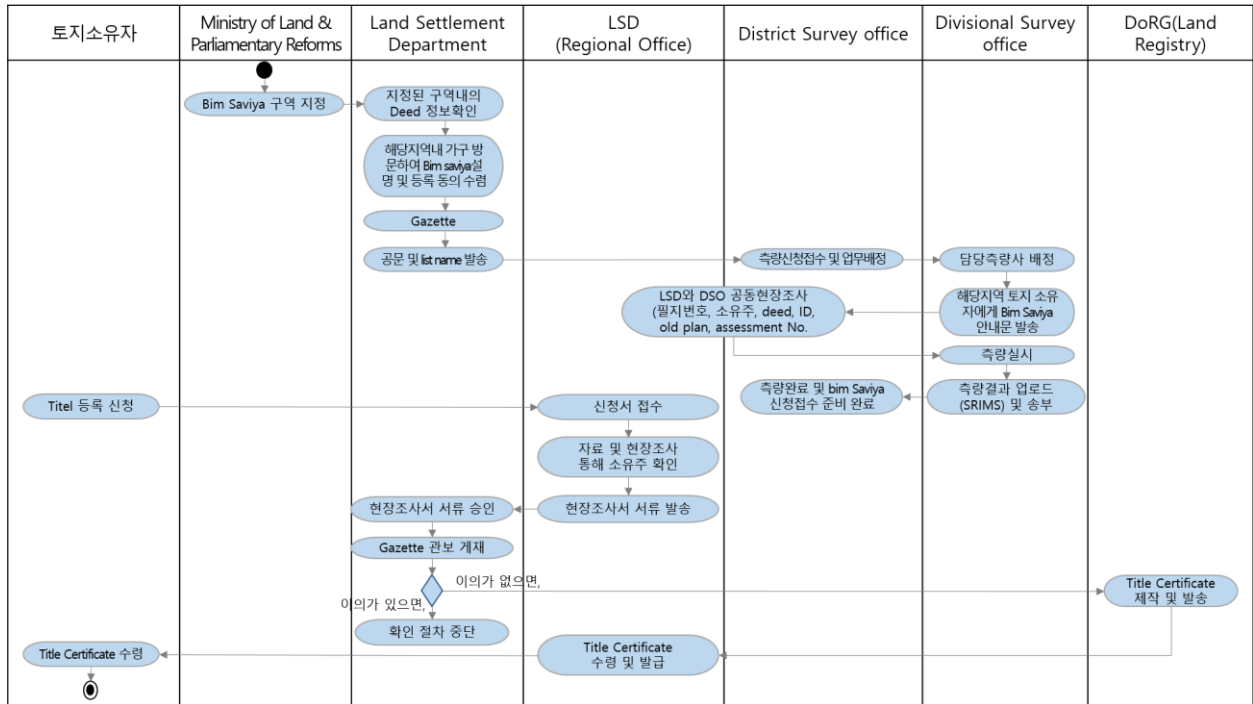 토지소유자
Ministry of Land &
Parliamentary Reforms
Land Settlement
Department
LSD
(Regional Office)
District Survey office
Divisional Survey
office
DoRG(Land
Registry)
Bim Saviya 구역 지정
지정된 구역내의
Deed 정보확인
해당지역내 가구 방
문하여 Bim saviya설
명 및 등록 동의 수렴
Gazette
공문 및 list name 발송
측량신청접수 및 업무배정
담당측량사 배정
LSD와 DSO 공동현장조사
(필지번호, 소유주, deed, ID,
old plan, assessment No.
해당지역 토지 소유
자에게 Bim Saviya
안내문 발송
측량실시
Titel 등록 신청
신청서 접수
측량완료 및 bim Saviya
신청접수 준비 완료
측량결과 업로드
(SRIMS) 및 송부
자료 및 현장조사
통해 소유주 확인
현장조사서 서류 승인
현장조사서 서류 발송
Gazette 관보 게재
이의가 없으면,
이의가 있으면,
Title Certificate
제작 및 발송
확인 절차 중단
Title Certificate 수령
Title Certificate
수령 및 발급